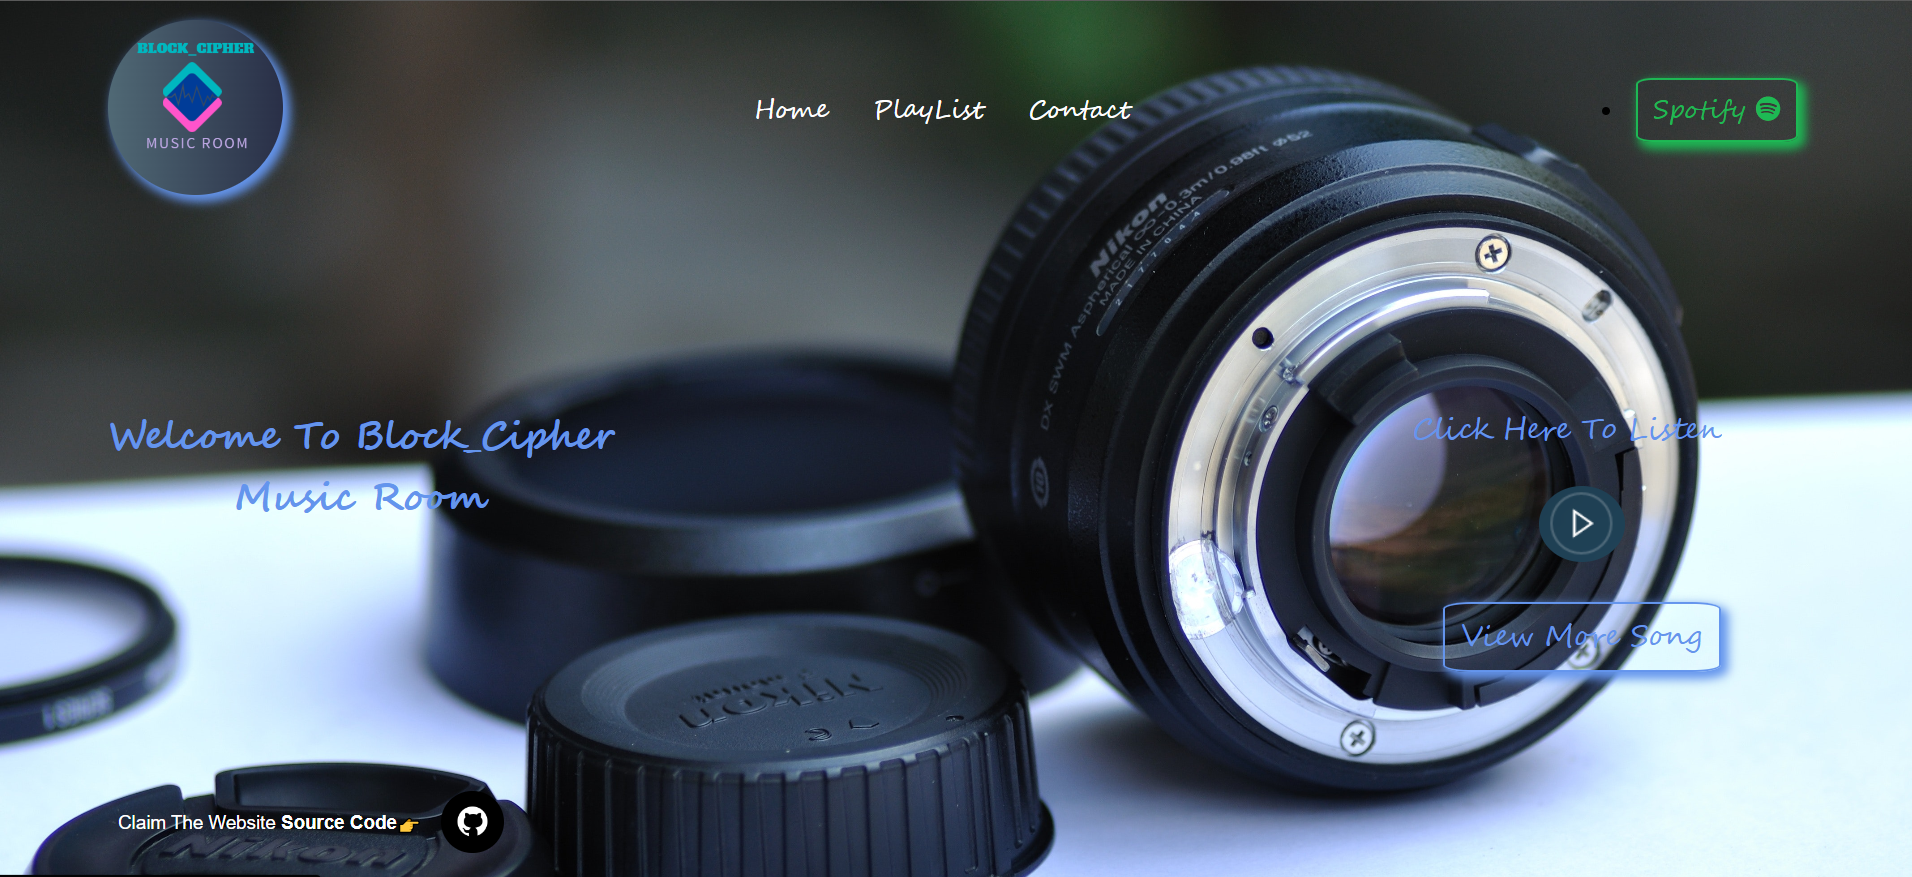 BLOCK_CIPHER
MUSIC ROOM
Home PlayList Contact
Spotify
Nikon
∞-0.3m/0.98ft ⌀52
DX SWM Aspherical
MADE IN CHINA
Welcome To Block_Cipher
Music Room
Click Here To Listen
View More Song
Nikon
Claim The Website Source Code👉
Nikon